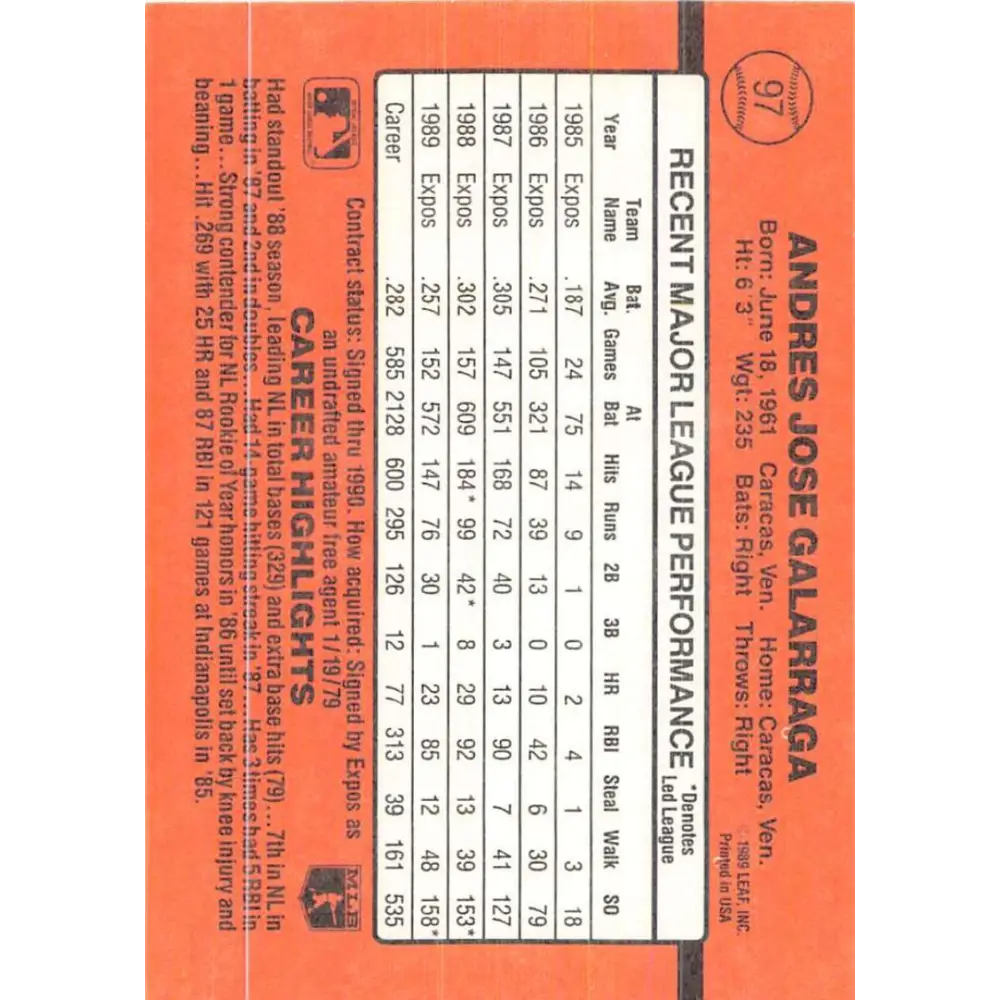 97
ANDRES JOSE GALARRAGA
Born: June 18, 1961 Caracas, Ven. Home: Caracas, Ven.
Ht: 6'3" Wgt: 235 Bats: Right Throws: Right
© 1989 LEAF, INC.
Printed in USA
RECENT MAJOR LEAGUE PERFORMANCE
*Denotes
Led League
Year Team Name Bat. Avg. Games At Bat Hits Runs 2B 3B HR RBI Steal Walk SO
1985 Expos .187 24 75 14 9 1 0 2 4 1 3 18
1986 Expos .271 105 321 87 39 13 0 10 42 6 30 79
1987 Expos .305 147 551 168 72 40 3 13 90 7 41 127
1988 Expos .302 157 609 184* 99 42* 8 29 92 13 39 153*
1989 Expos .257 152 572 147 76 30 1 23 85 12 48 158*
Career .282 585 2128 600 295 126 12 77 313 39 161 535
Contract status: Signed thru 1990. How acquired: Signed by Expos as
an undrafted amateur free agent 1/19/79
CAREER HIGHLIGHTS
MLB
Had standout '88 season, leading NL in total bases (329) and extra base hits (79)...7th in NL in
batting in '87 and 2nd in doubles...Had 14-game hitting streak in '87...Has 3 times had 5 RBI in
1 game...Strong contender for NL Rookie of Year honors in '86 until set back by knee injury and
beaning...Hit .269 with 25 HR and 87 RBI in 121 games at Indianapolis in '85.